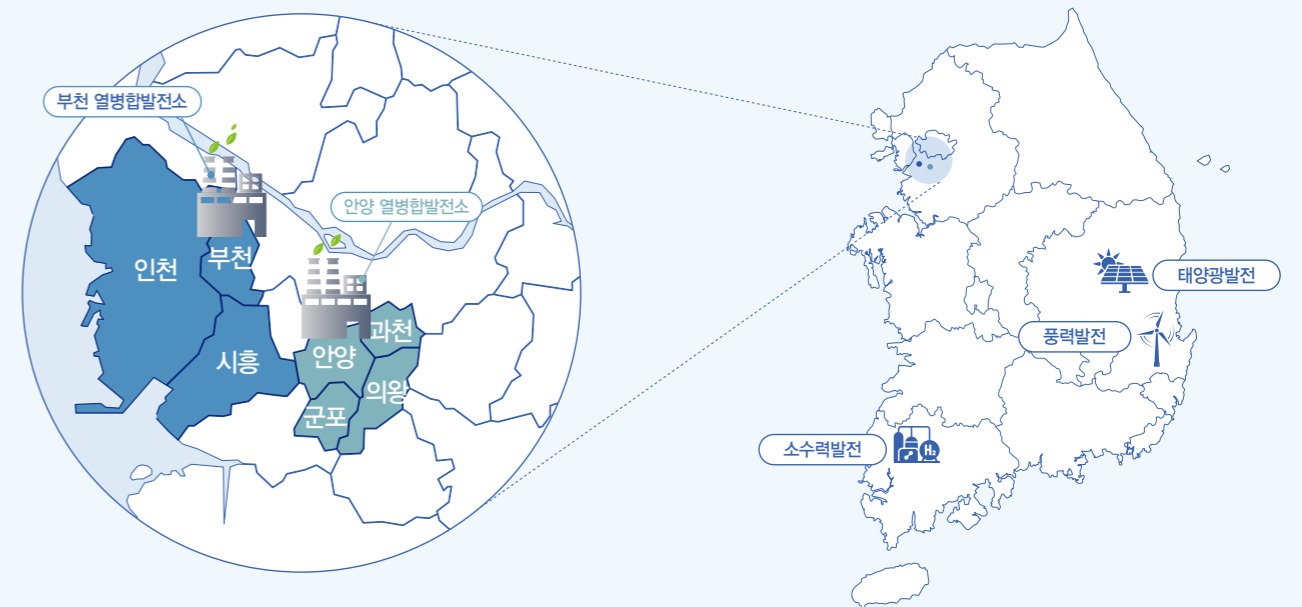 부천 열병합발전소
안양 열병합발전소
인천
부천
시흥
안양
과천
의왕
군포
태양광발전
풍력발전
소수력발전
H₂